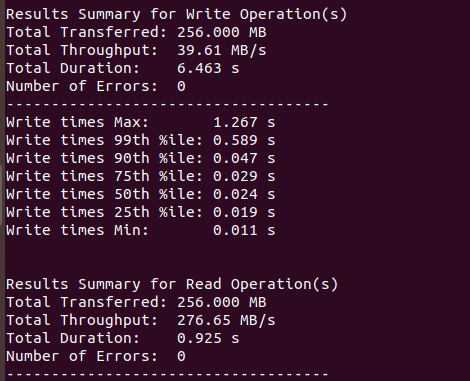 Results Summary for Write Operation(s)
Total Transferred: 256.000 MB
Total Throughput:  39.61 MB/s
Total Duration:    6.463 s
Number of Errors:  0
------------------------------------
Write times Max:       1.267 s
Write times 99th %ile: 0.589 s
Write times 90th %ile: 0.047 s
Write times 75th %ile: 0.029 s
Write times 50th %ile: 0.024 s
Write times 25th %ile: 0.019 s
Write times Min:       0.011 s
Results Summary for Read Operation(s)
Total Transferred: 256.000 MB
Total Throughput:  276.65 MB/s
Total Duration:    0.925 s
Number of Errors:  0
------------------------------------